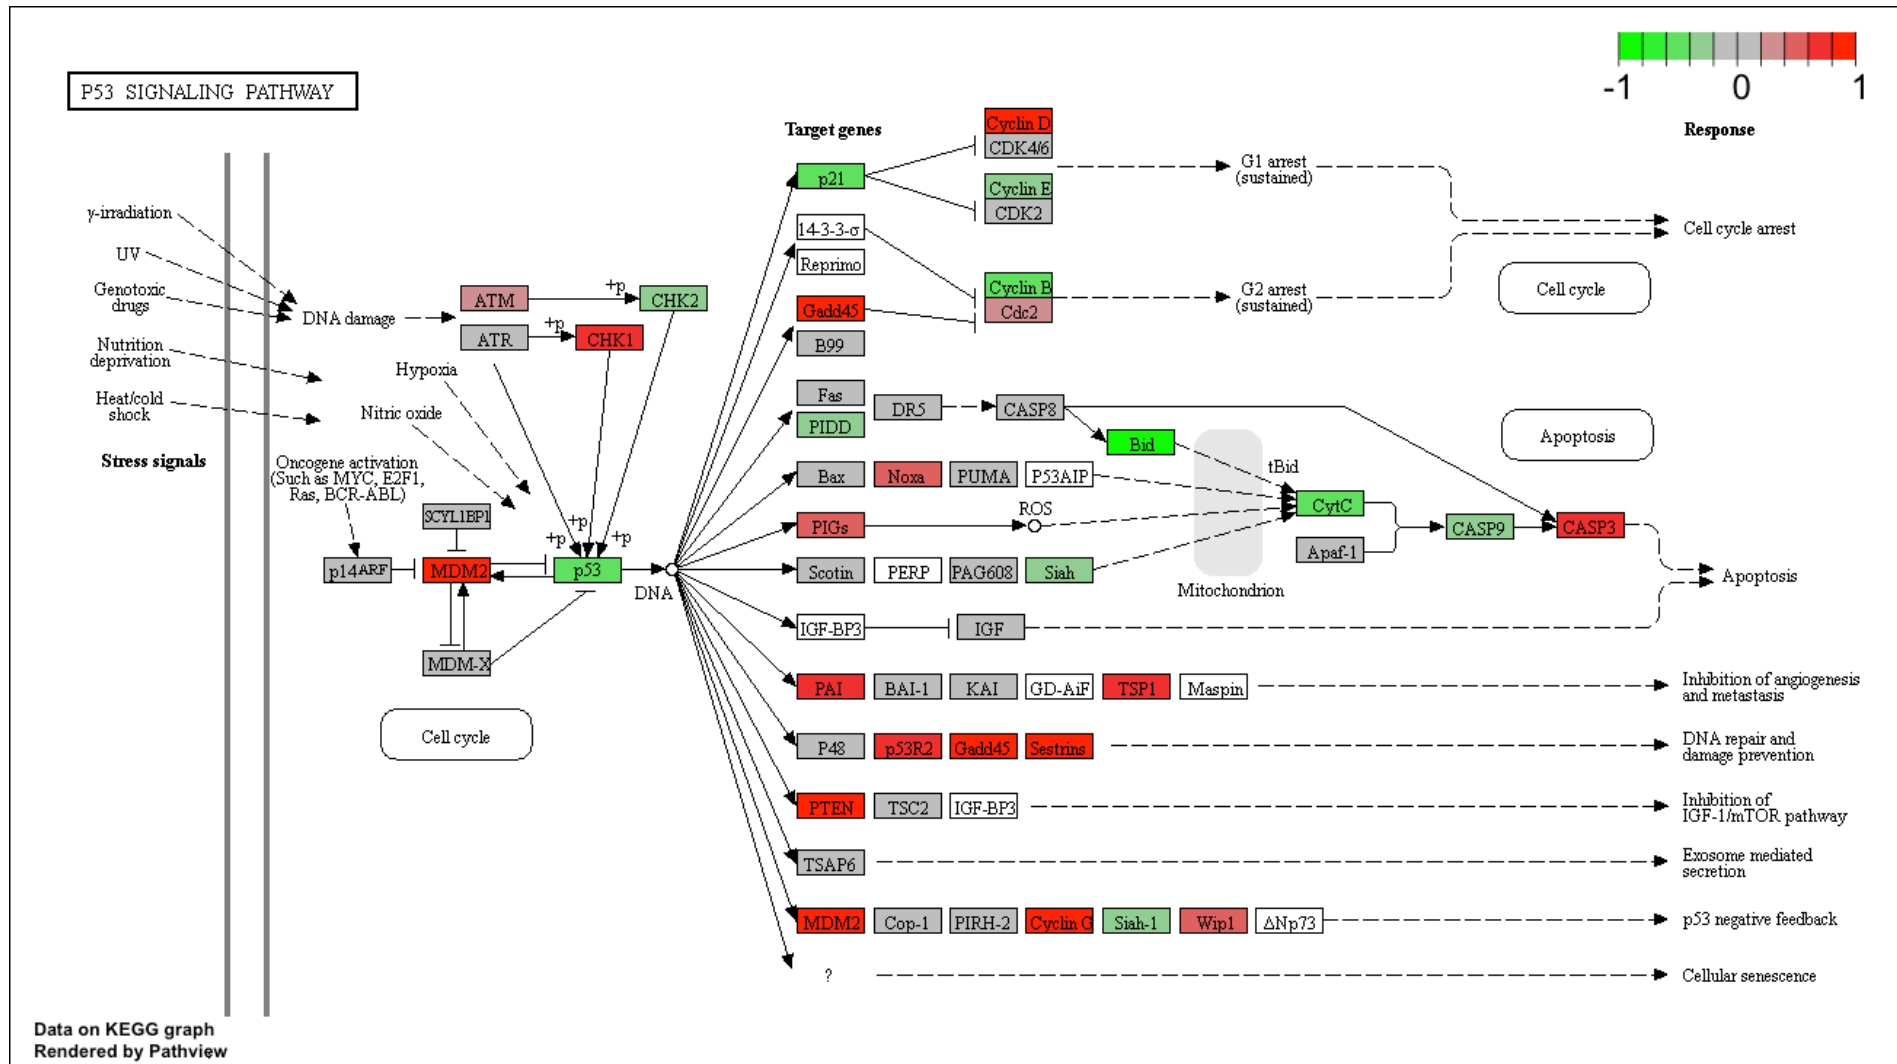 P53 SIGNALING PATHWAY
-1 0 1
Target genes
Response
Cyclin D
CDK4/6
p21
G1 arrest
(sustained)
Cyclin E
CDK2
γ-irradiation
14-3-3-σ
Cell cycle arrest
UV
Reprimo
Genotoxic
drugs
ATM
+p
CHK2
Cyclin B
Cdc2
G2 arrest
(sustained)
Cell cycle
DNA damage
Gadd45
ATR
+p
CHK1
B99
Nutrition
deprivation
Hypoxia
Heat/cold
shock
Nitric oxide
Fas
PIDD
DR5
CASP8
Bid
Apoptosis
Stress signals
Oncogene activation
(Such as MYC, E2F1,
Ras, BCR-ABL)
Bax
Noxa
PUMA
P53AIP
tBid
CytC
SCYL1BP1
+p
+p
+p
PIGs
ROS
CASP9
CASP3
Apaf-1
p14ARF
MDM2
p53
DNA
Scotin
PERP
PAG608
Siah
Mitochondrion
Apoptosis
IGF-BP3
IGF
MDM-X
PAI
BAI-1
KAI
GD-AiF
TSP1
Maspin
Inhibition of angiogenesis
and metastasis
Cell cycle
P48
p53R2
Gadd45
Sestrins
DNA repair and
damage prevention
PTEN
TSC2
IGF-BP3
Inhibition of
IGF-1/mTOR pathway
TSAP6
Exosome mediated
secretion
MDM2
Cop-1
PIRH-2
Cyclin G
Siah-1
Wip1
ΔNp73
p53 negative feedback
?
Cellular senescence
Data on KEGG graph
Rendered by Pathview